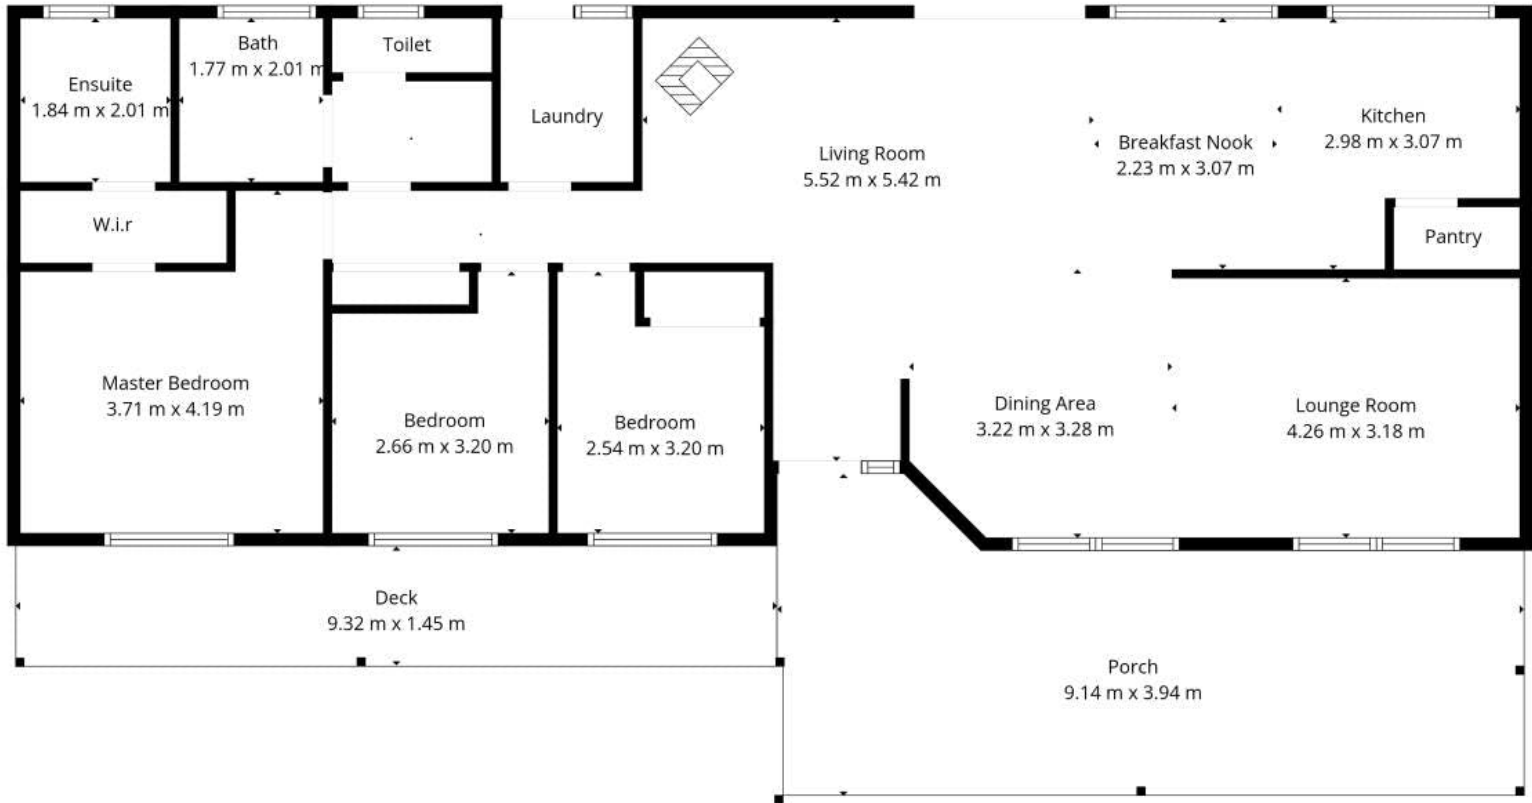 Ensuite
1.84 m x 2.01 m
Bath
1.77 m x 2.01 m
Toilet
Laundry
Living Room
5.52 m x 5.42 m
Breakfast Nook
2.23 m x 3.07 m
Kitchen
2.98 m x 3.07 m
Pantry
W.i.r
Master Bedroom
3.71 m x 4.19 m
Bedroom
2.66 m x 3.20 m
Bedroom
2.54 m x 3.20 m
Dining Area
3.22 m x 3.28 m
Lounge Room
4.26 m x 3.18 m
Deck
9.32 m x 1.45 m
Porch
9.14 m x 3.94 m